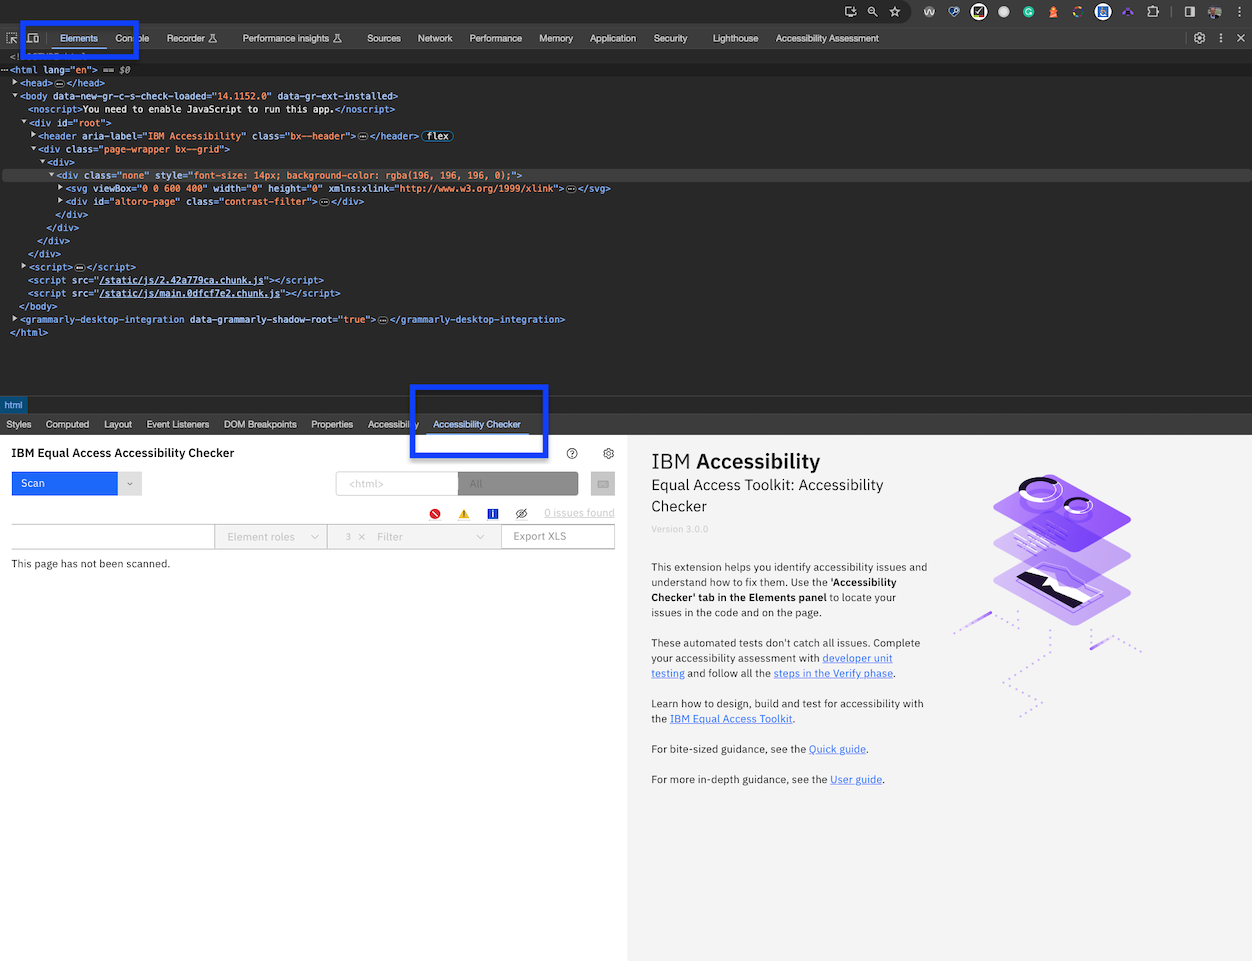 Elements Console Recorder Performance insights Sources Network Performance Memory Application Security Lighthouse Accessibility Assessment
<html lang="en"> == $0
<head>…</head>
<body data-new-gr-c-s-check-loaded="14.1152.0" data-gr-ext-installed>
<noscript>You need to enable JavaScript to run this app.</noscript>
<div id="root">
<header aria-label="IBM Accessibility" class="bx--header">…</header> flex
<div class="page-wrapper bx--grid">
<div>
<div class="none" style="font-size: 14px; background-color: rgba(196, 196, 196, 0);">
<svg viewBox="0 0 600 400" width="0" height="0" xmlns:xlink="http://www.w3.org/1999/xlink">…</svg>
<div id="altoro-page" class="contrast-filter">…</div>
</div>
</div>
</div>
</div>
<script>…</script>
<script src="/static/js/2.42a779ca.chunk.js"></script>
<script src="/static/js/main.0dfcf7e2.chunk.js"></script>
</body>
<grammarly-desktop-integration data-grammarly-shadow-root="true">…</grammarly-desktop-integration>
</html>
html
Styles Computed Layout Event Listeners DOM Breakpoints Properties Accessibility Accessibility Checker
IBM Equal Access Accessibility Checker
Scan <html> All
0 issues found
Element roles 3 × Filter Export XLS
This page has not been scanned.
IBM Accessibility
Equal Access Toolkit: Accessibility
Checker
Version 3.0.0
This extension helps you identify accessibility issues and
understand how to fix them. Use the 'Accessibility
Checker' tab in the Elements panel to locate your
issues in the code and on the page.
These automated tests don't catch all issues. Complete
your accessibility assessment with developer unit
testing and follow all the steps in the Verify phase.
Learn how to design, build and test for accessibility with
the IBM Equal Access Toolkit.
For bite-sized guidance, see the Quick guide.
For more in-depth guidance, see the User guide.